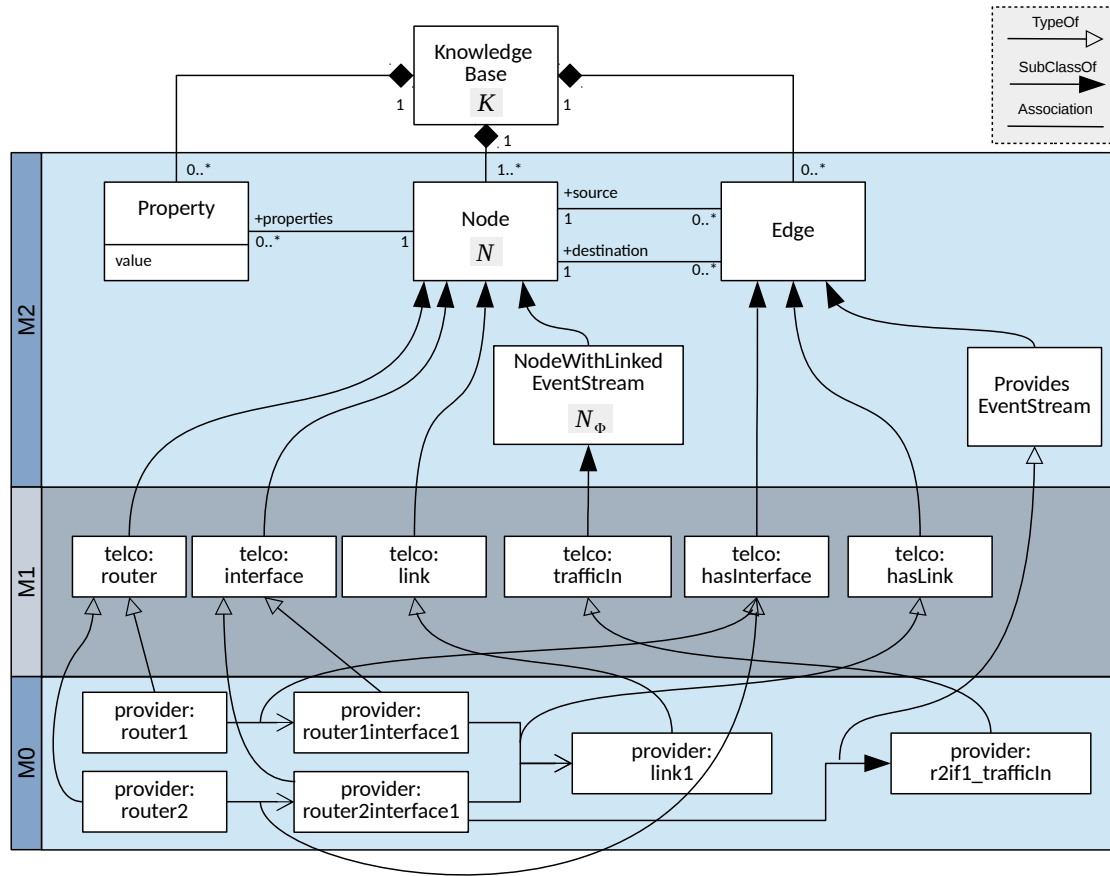 TypeOf
SubClassOf
Association
Knowledge
Base
K
1
1
1
0..*
1..*
0..*
M2
Property
value
+properties
0..*
1
Node
N
+source
1
0..*
+destination
1
0..*
Edge
NodeWithLinked
EventStream
NΦ
Provides
EventStream
M1
telco:
router
telco:
interface
telco:
link
telco:
trafficIn
telco:
hasInterface
telco:
hasLink
M0
provider:
router1
provider:
router1interface1
provider:
link1
provider:
r2if1_trafficIn
provider:
router2
provider:
router2interface1